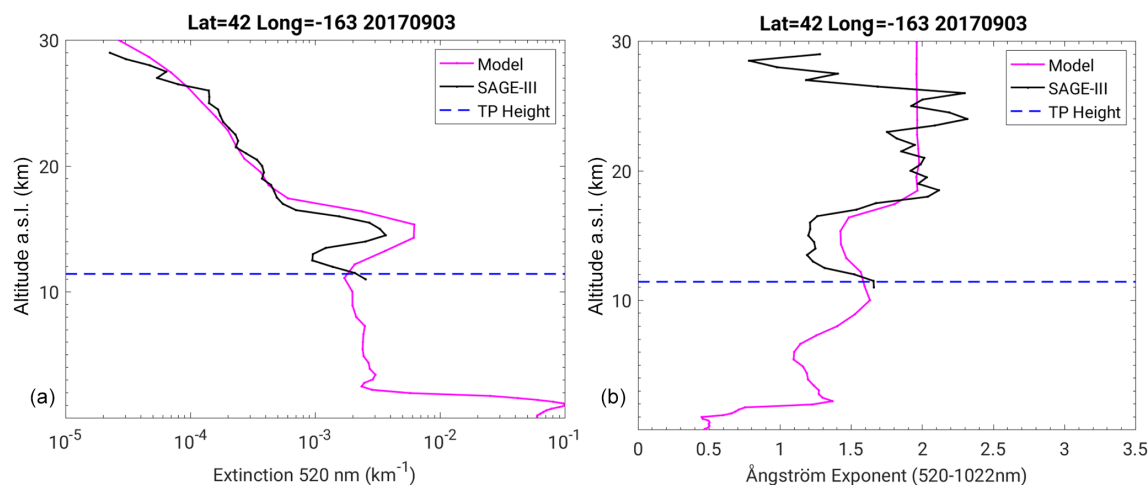 Lat=42 Long=-163 20170903
30
20
10
Altitude a.s.l. (km)
Model
SAGE-III
TP Height
(a)
10-5
10-4
10-3
10-2
10-1
Extinction 520 nm (km-1)
Lat=42 Long=-163 20170903
30
20
10
Altitude a.s.l. (km)
Model
SAGE-III
TP Height
(b)
0 0.5 1 1.5 2 2.5 3 3.5
Ångström Exponent (520-1022nm)